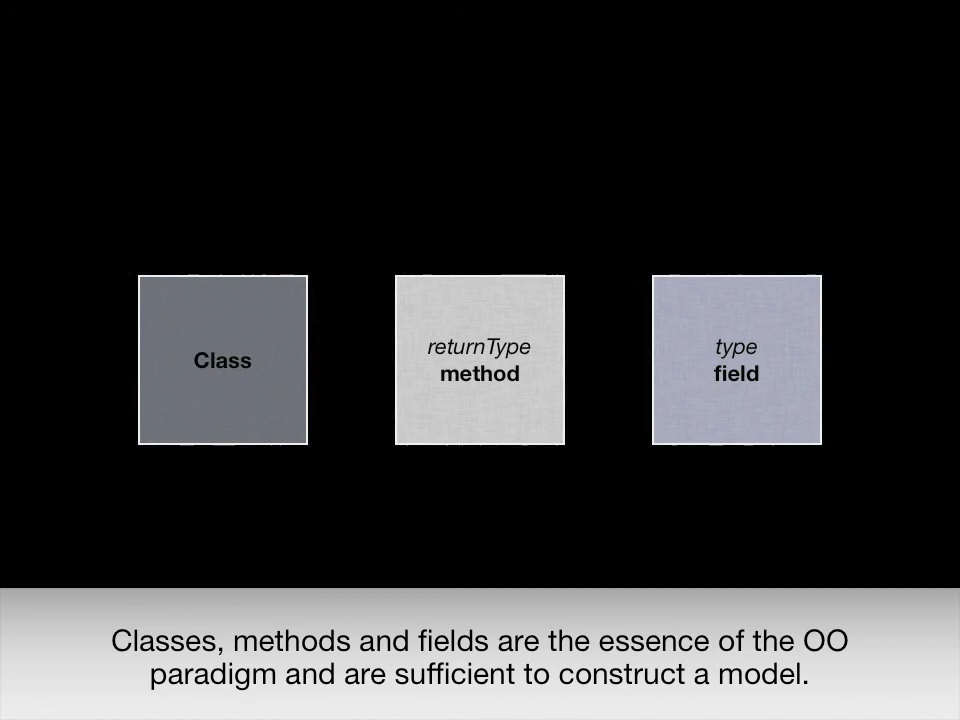 Class
returnType
method
type
field
Classes, methods and fields are the essence of the OO
paradigm and are sufficient to construct a model.